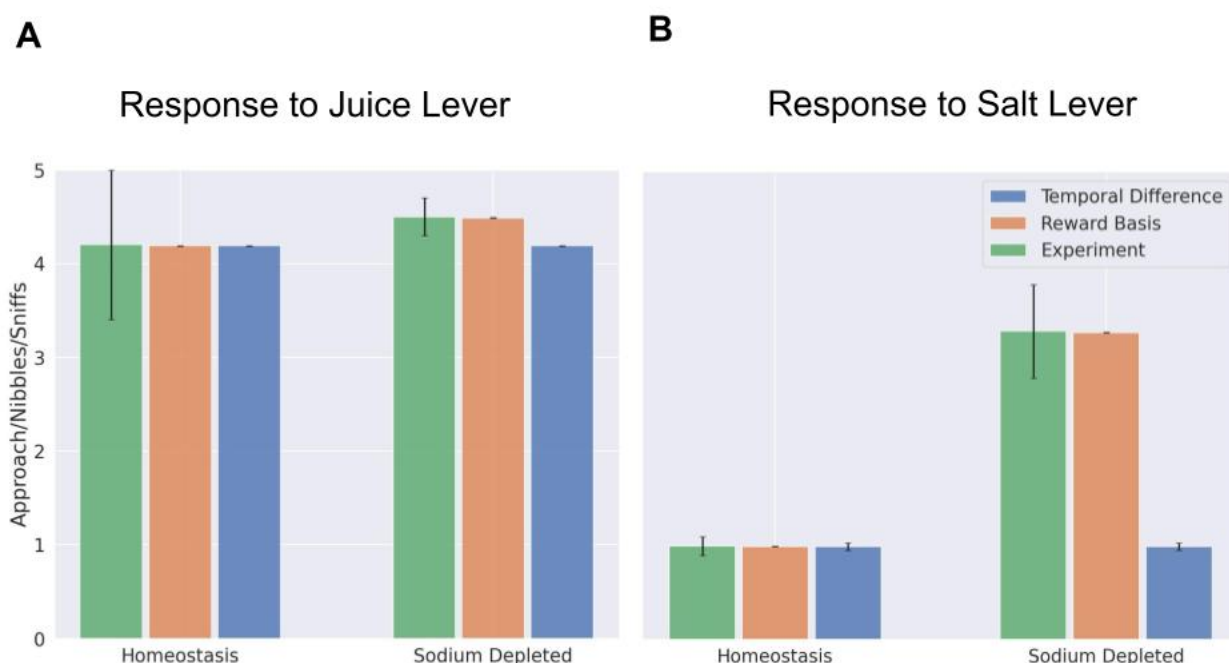 A
Response to Juice Lever
5
4
3
2
1
0
Approach/Nibbles/Sniffs
Homeostasis
Sodium Depleted
B
Response to Salt Lever
Temporal Difference
Reward Basis
Experiment
Homeostasis
Sodium Depleted